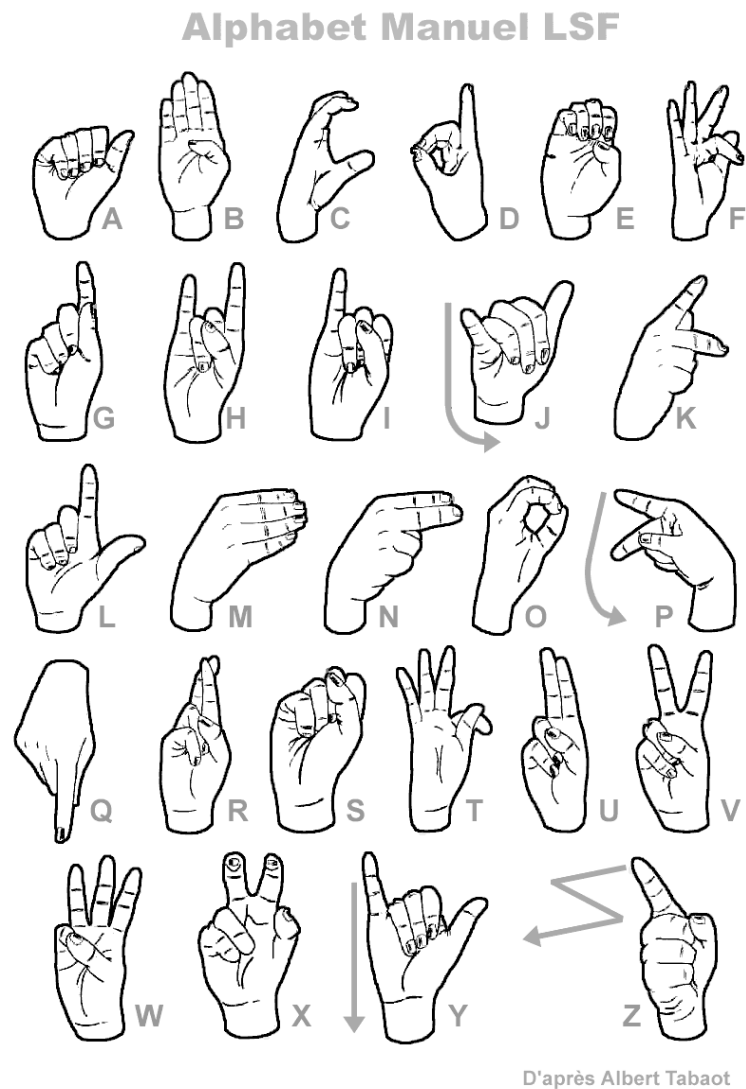 Alphabet Manuel LSF
A B C D E F
G H I J K
L M N O P
Q R S T U V
W X Y Z
D'après Albert Tabaot